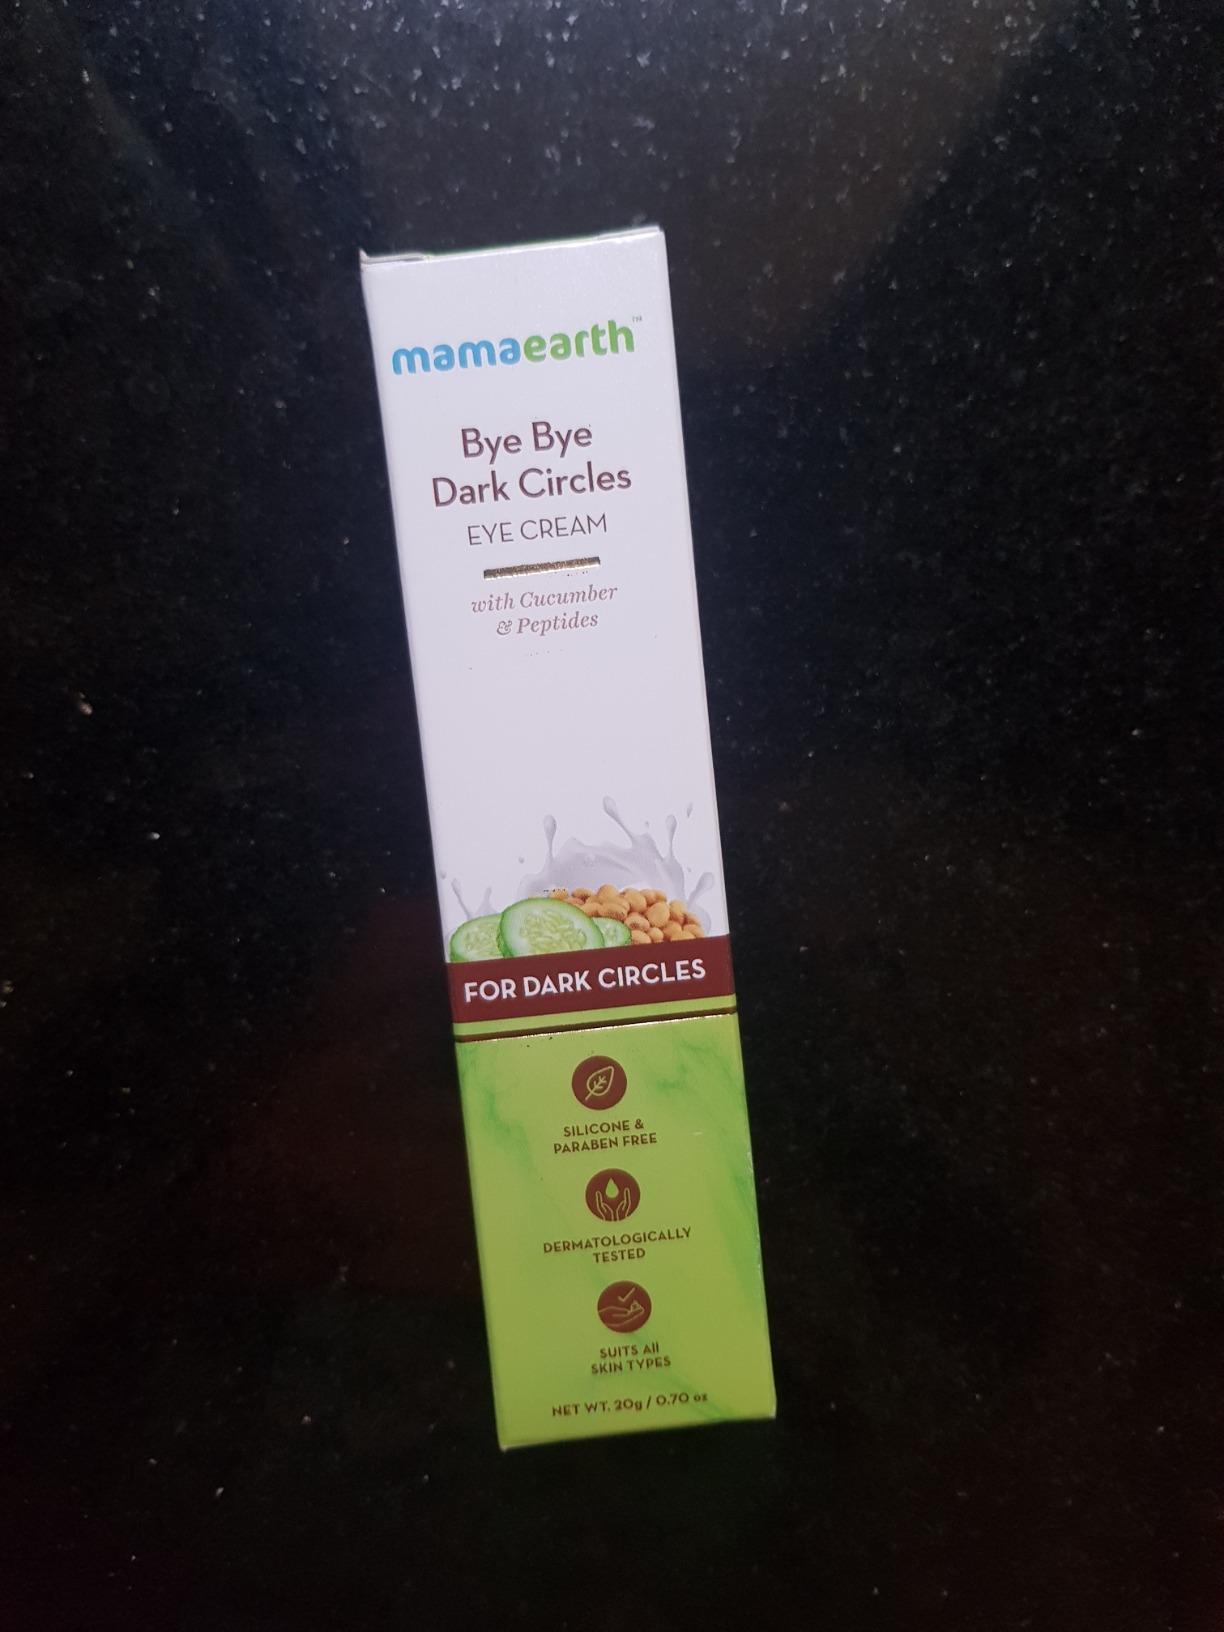 mamaearth™
Bye Bye
Dark Circles
EYE CREAM
with Cucumber
& Peptides
FOR DARK CIRCLES
SILICONE &
PARABEN FREE
DERMATOLOGICALLY
TESTED
SUITS All
SKIN TYPES
NET WT. 20g / 0.70 oz